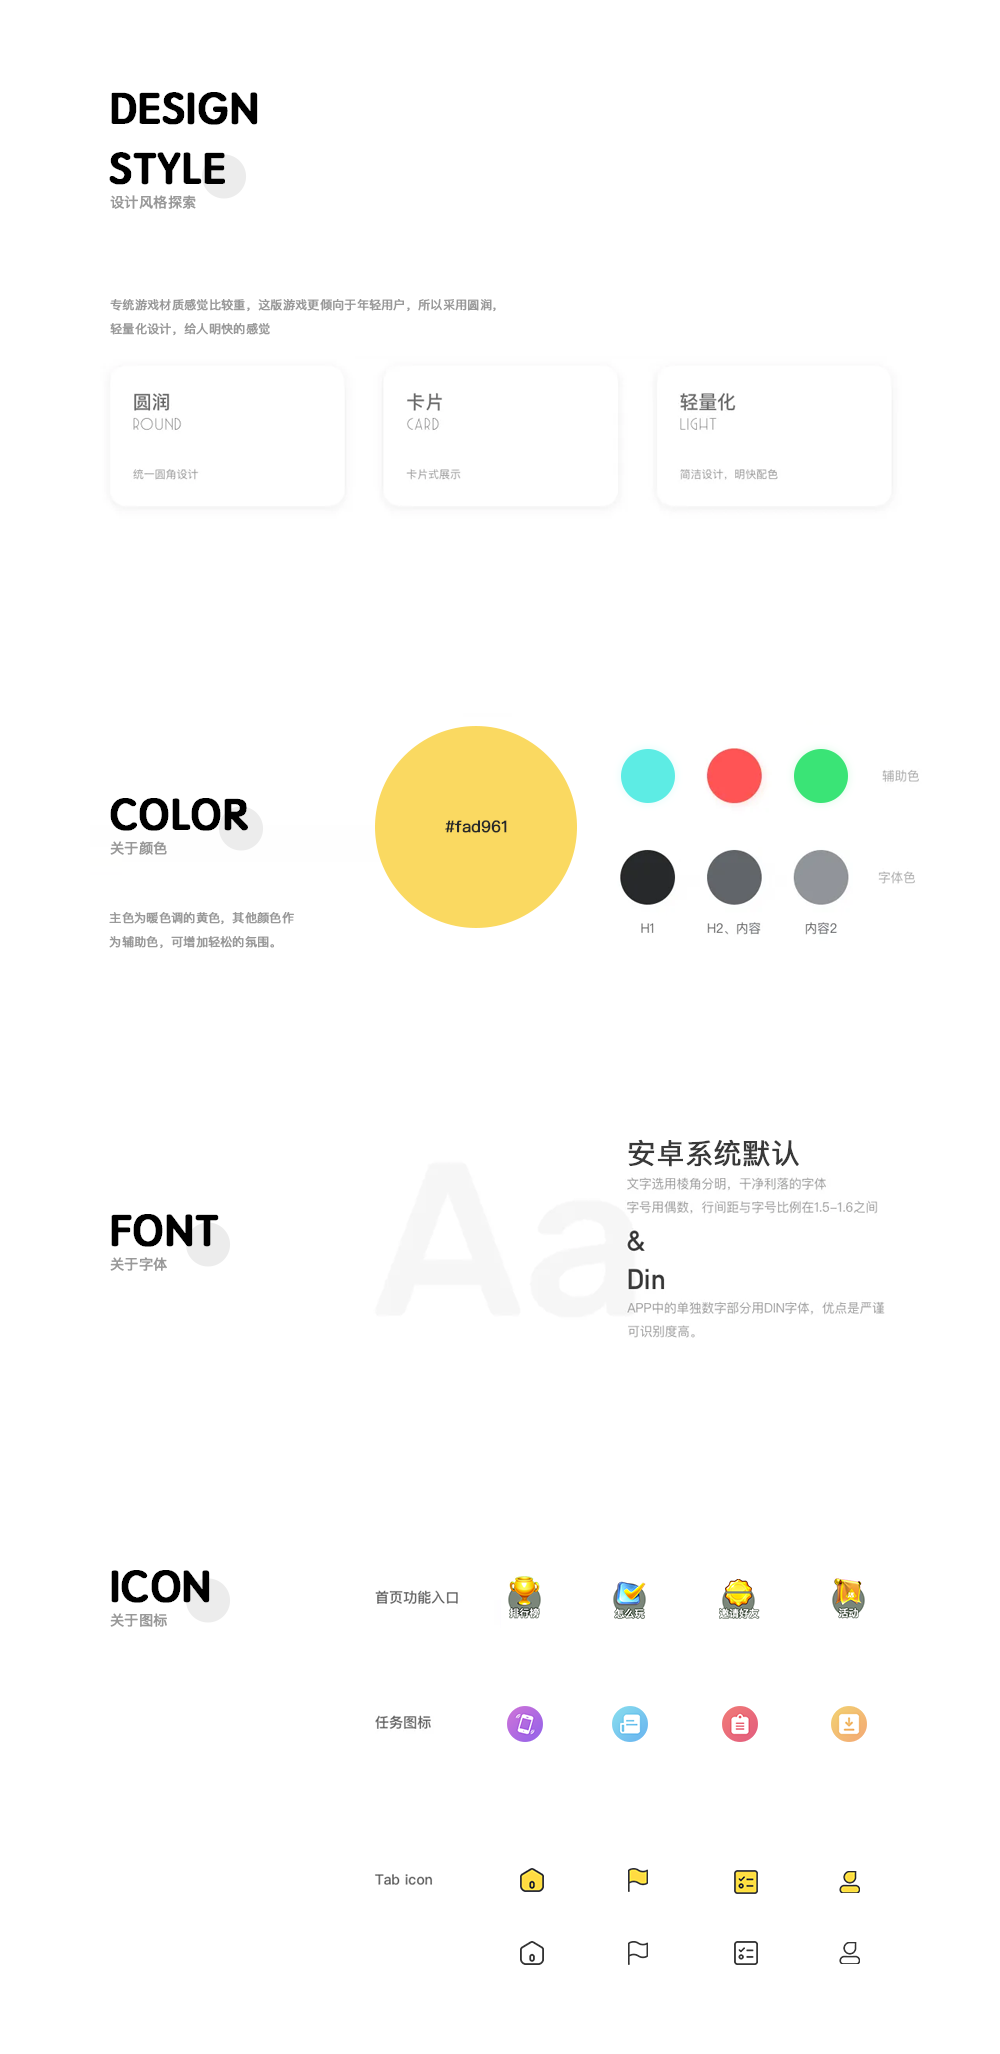 DESIGN
STYLE
设计风格探索
专统游戏材质感觉比较重，这版游戏更倾向于年轻用户，所以采用圆润，
轻量化设计，给人明快的感觉
圆润
ROUND
统一圆角设计
卡片
CARD
卡片式展示
轻量化
LIGHT
简洁设计，明快配色
COLOR
关于颜色
主色为暖色调的黄色，其他颜色作
为辅助色，可增加轻松的氛围。
#fad961
辅助色
字体色
H1
H2、内容
内容2
FONT
关于字体
Aa
安卓系统默认
文字选用棱角分明，干净利落的字体
字号用偶数，行间距与字号比例在1.5-1.6之间
&
Din
APP中的单独数字部分用DIN字体，优点是严谨
可识别度高。
ICON
关于图标
首页功能入口
排行榜
怎么玩
邀请好友
活动
任务图标
Tab icon